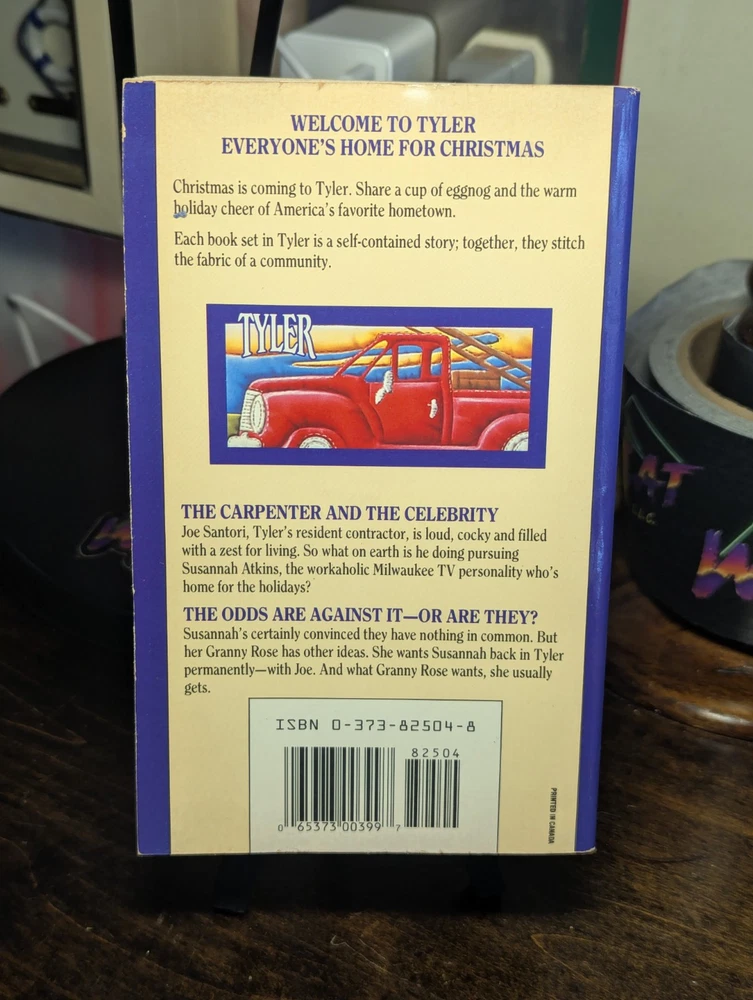 WELCOME TO TYLER
EVERYONE'S HOME FOR CHRISTMAS
Christmas is coming to Tyler. Share a cup of eggnog and the warm
holiday cheer of America's favorite hometown.
Each book set in Tyler is a self-contained story; together, they stitch
the fabric of a community.
TYLER
THE CARPENTER AND THE CELEBRITY
Joe Santori, Tyler's resident contractor, is loud, cocky and filled
with a zest for living. So what on earth is he doing pursuing
Susannah Atkins, the workaholic Milwaukee TV personality who's
home for the holidays?
THE ODDS ARE AGAINST IT—OR ARE THEY?
Susannah's certainly convinced they have nothing in common. But
her Granny Rose has other ideas. She wants Susannah back in Tyler
permanently—with Joe. And what Granny Rose wants, she usually
gets.
ISBN 0-373-82504-8
82504
0 65373 00399 7
PRINTED IN CANADA